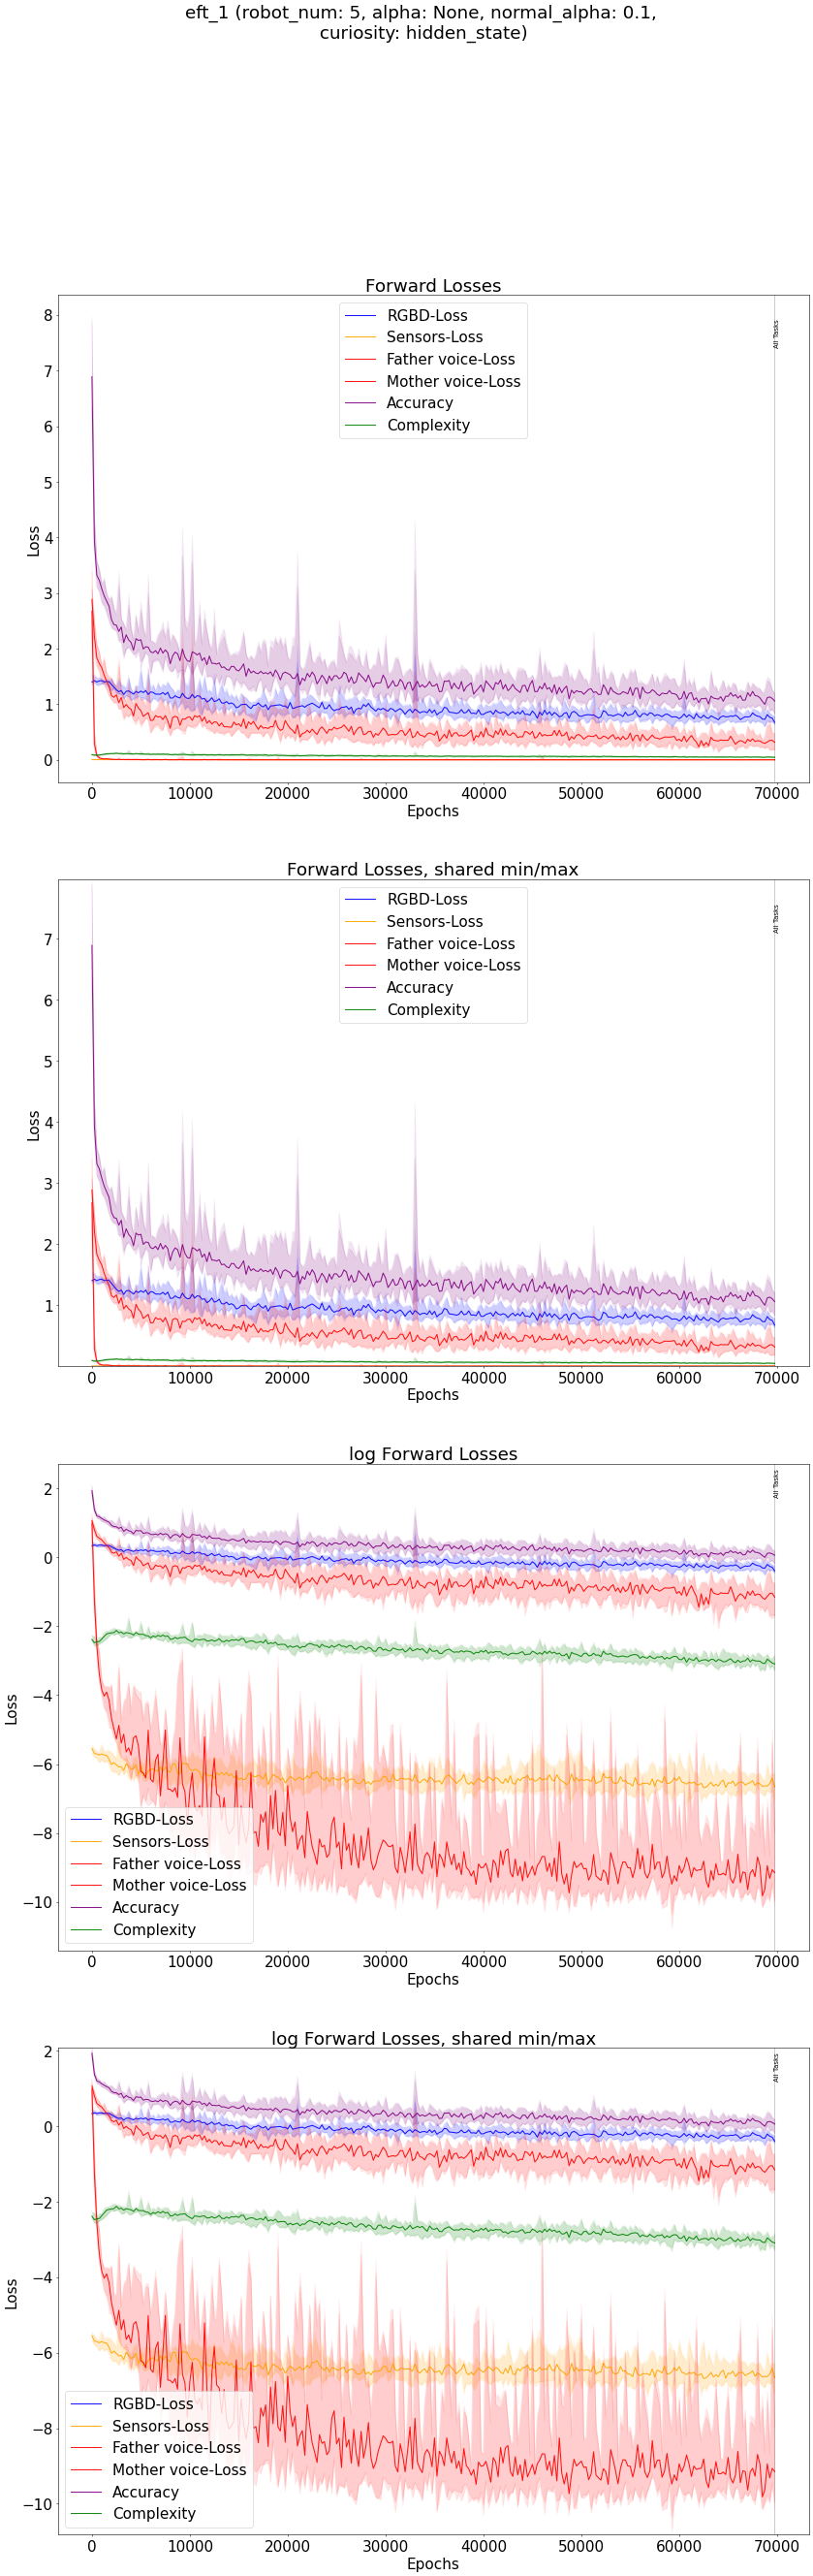 eft_1 (robot_num: 5, alpha: None, normal_alpha: 0.1,
curiosity: hidden_state)
Forward Losses
8
7
6
5
4
3
2
1
0
Loss
RGBD-Loss
Sensors-Loss
Father voice-Loss
Mother voice-Loss
Accuracy
Complexity
All Tasks
0 10000 20000 30000 40000 50000 60000 70000
Epochs
Forward Losses, shared min/max
7
6
5
4
3
2
1
Loss
RGBD-Loss
Sensors-Loss
Father voice-Loss
Mother voice-Loss
Accuracy
Complexity
All Tasks
0 10000 20000 30000 40000 50000 60000 70000
Epochs
log Forward Losses
2
0
−2
−4
−6
−8
−10
Loss
RGBD-Loss
Sensors-Loss
Father voice-Loss
Mother voice-Loss
Accuracy
Complexity
All Tasks
0 10000 20000 30000 40000 50000 60000 70000
Epochs
log Forward Losses, shared min/max
2
0
−2
−4
−6
−8
−10
Loss
RGBD-Loss
Sensors-Loss
Father voice-Loss
Mother voice-Loss
Accuracy
Complexity
All Tasks
0 10000 20000 30000 40000 50000 60000 70000
Epochs